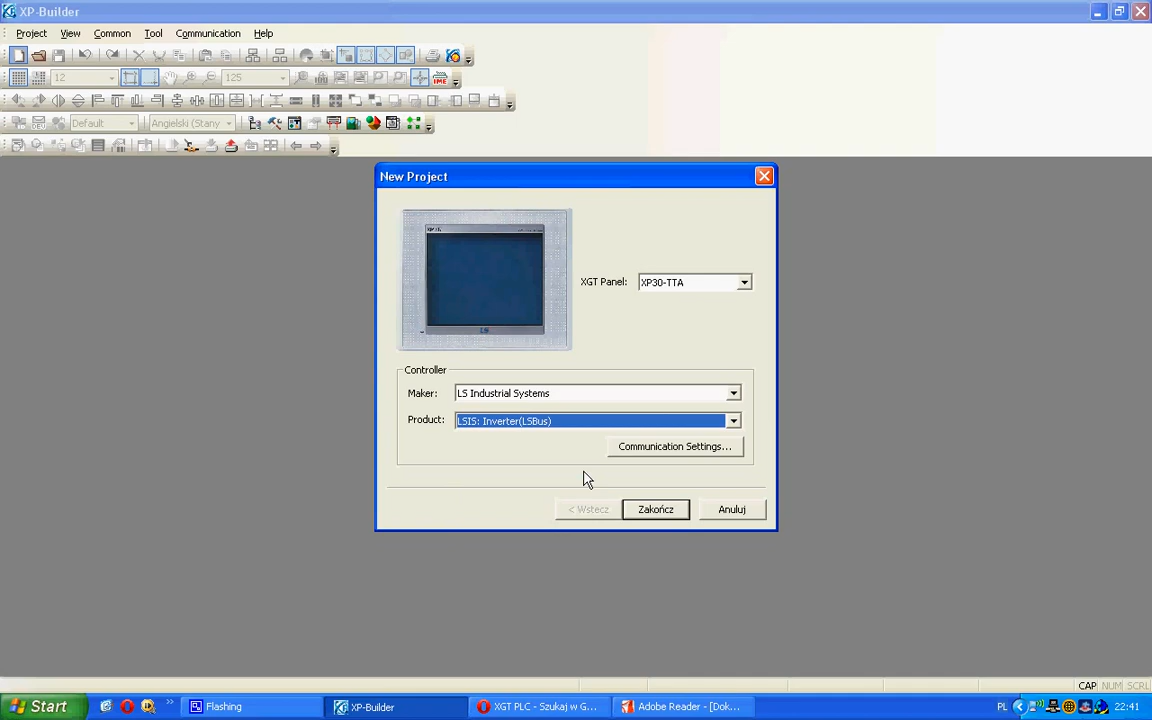 XP-Builder
Project View Common Tool Communication Help
12 125
Default Angielski (Stany
New Project
LS
XGT Panel: XP30-TTA
Controller
Maker: LS Industrial Systems
Product: LSIS: Inverter(LSBus)
Communication Settings...
< Wstecz Zakończ Anuluj
CAP NUM SCRL
Start Flashing XP-Builder XGT PLC - Szukaj w G... Adobe Reader - [Dok... PL 22:41